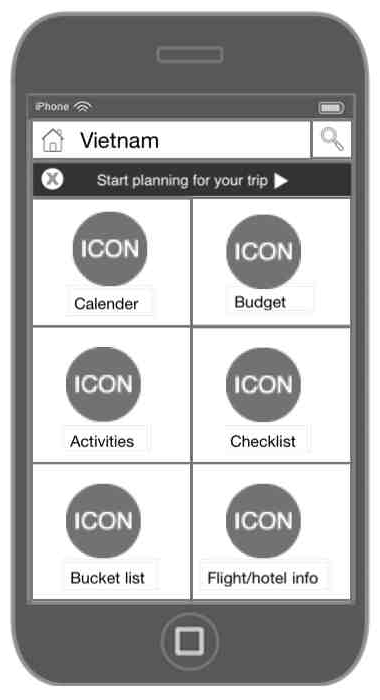 iPhone
Vietnam
Start planning for your trip
ICON
ICON
Calender
Budget
ICON
ICON
Activities
Checklist
ICON
ICON
Bucket list
Flight/hotel info